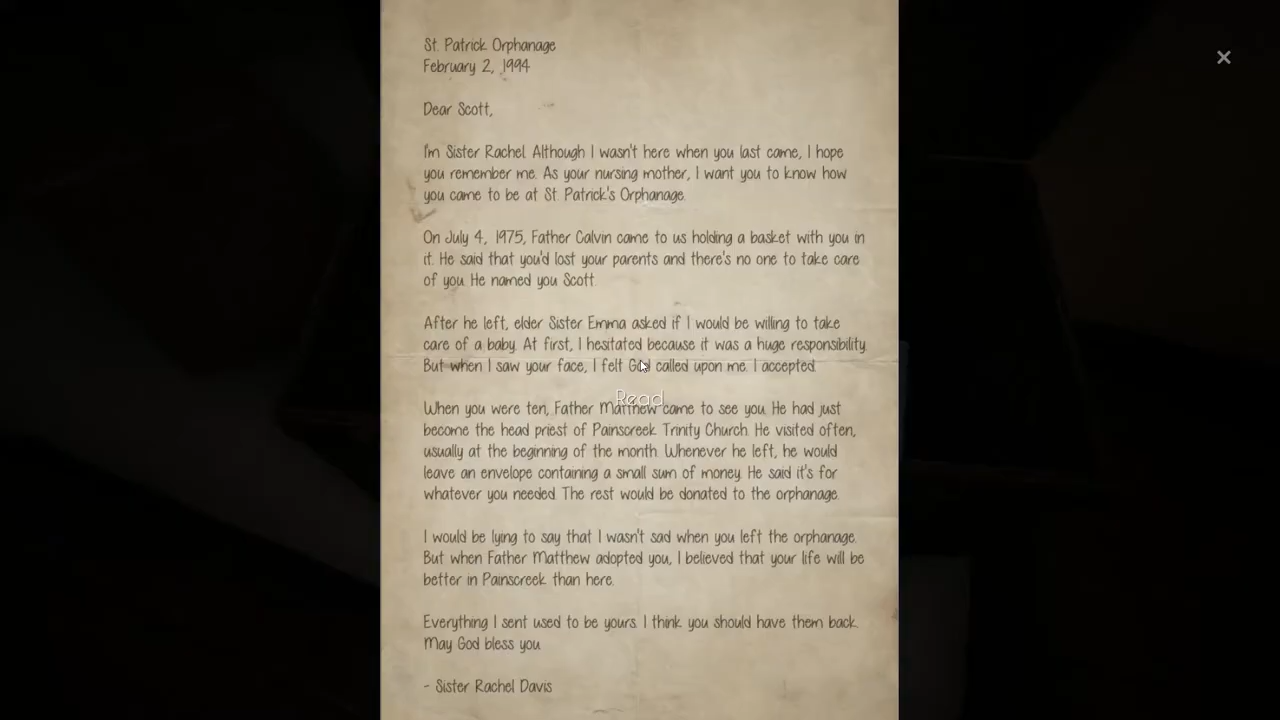 St. Patrick Orphanage
February 2, 1994
Dear Scott,
I'm Sister Rachel. Although I wasn't here when you last came, I hope
you remember me. As your nursing mother, I want you to know how
you came to be at St. Patrick's Orphanage.
On July 4, 1975, Father Calvin came to us holding a basket with you in
it. He said that you'd lost your parents and there's no one to take care
of you. He named you Scott.
After he left, elder Sister Emma asked if I would be willing to take
care of a baby. At first, I hesitated because it was a huge responsibility.
But when I saw your face, I felt God called upon me. I accepted.
Read
When you were ten, Father Matthew came to see you. He had just
become the head priest of Painscreek Trinity Church. He visited often,
usually at the beginning of the month. Whenever he left, he would
leave an envelope containing a small sum of money. He said it's for
whatever you needed. The rest would be donated to the orphanage.
I would be lying to say that I wasn't sad when you left the orphanage.
But when Father Matthew adopted you, I believed that your life will be
better in Painscreek than here.
Everything I sent used to be yours. I think you should have them back.
May God bless you.
- Sister Rachel Davis